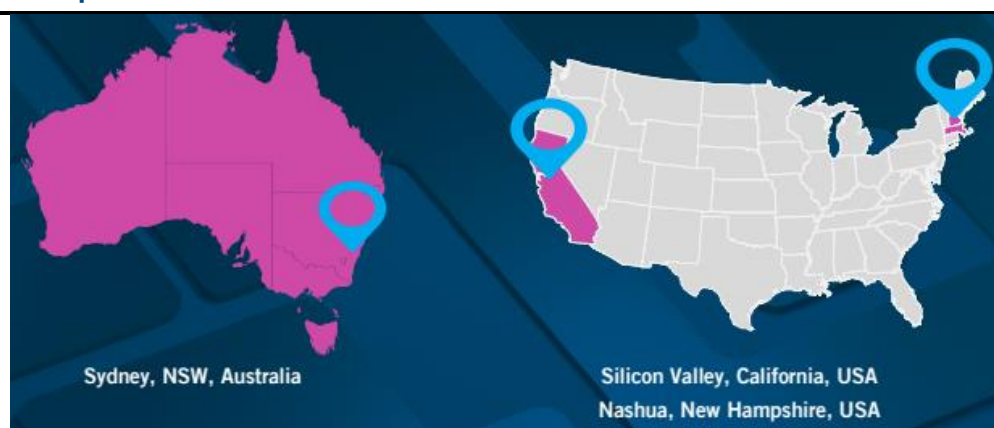 Sydney, NSW, Australia
Silicon Valley, California, USA
Nashua, New Hampshire, USA